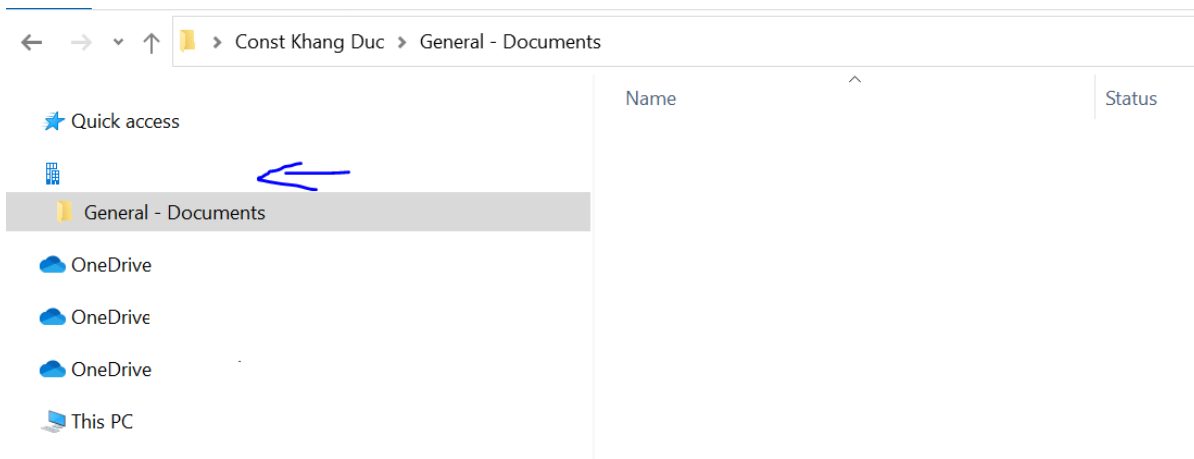 Const Khang Duc General - Documents
Name Status
Quick access
General - Documents
OneDrive
OneDrive
OneDrive
This PC